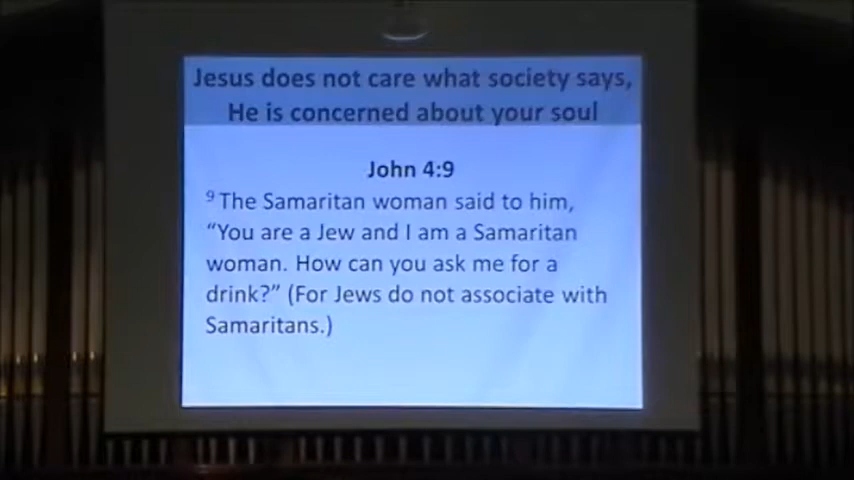 Jesus does not care what society says,
He is concerned about your soul
John 4:9
9 The Samaritan woman said to him,
“You are a Jew and I am a Samaritan
woman. How can you ask me for a
drink?” (For Jews do not associate with
Samaritans.)